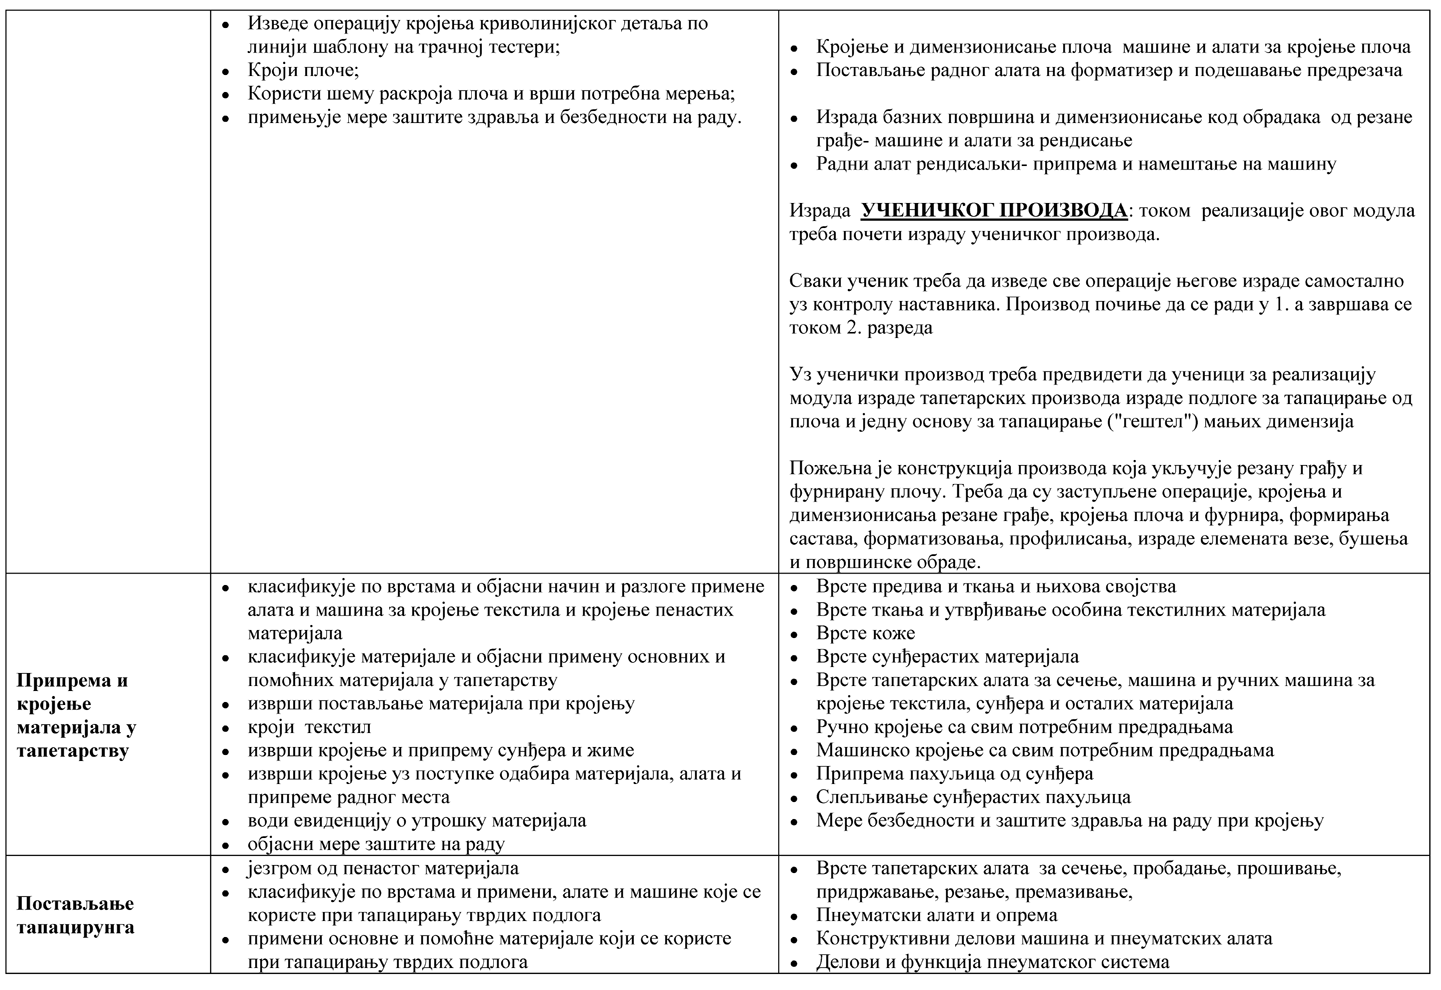 • Изведе операцију кројења криволинијског детаља по
линији шаблону на трачној тестери;
• Кроји плоче;
• Користи шему раскроја плоча и врши потребна мерења;
• примењује мере заштите здравља и безбедности на раду.
• Кројење и димензионисање плоча  машине и алати за кројење плоча
• Постављање радног алата на форматизер и подешавање предрезача
• Израда базних површина и димензионисање код обрадака  од резане
грађе- машине и алати за рендисање
• Радни алат рендисаљки- припрема и намештање на машину
Израда  УЧЕНИЧКОГ ПРОИЗВОДА: током  реализације овог модула
треба почети израду ученичког производа.
Сваки ученик треба да изведе све операције његове израде самостално
уз контролу наставника. Производ почиње да се ради у 1. а завршава се
током 2. разреда
Уз ученички производ треба предвидети да ученици за реализацију
модула израде тапетарских производа израде подлоге за тапацирање од
плоча и једну основу за тапацирање ("гештел") мањих димензија
Пожељна је конструкција производа која укључује резану грађу и
фурнирану плочу. Треба да су заступљене операције, кројења и
димензионисања резане грађе, кројења плоча и фурнира, формирања
састава, форматизовања, профилисања, израде елемената везе, бушења
и површинске обраде.
Припрема и
кројење
материјала у
тапетарству
• класификује по врстама и објасни начин и разлоге примене
алата и машина за кројење текстила и кројење пенастих
материјала
• класификује материјале и објасни примену основних и
помоћних материјала у тапетарству
• изврши постављање материјала при кројењу
• кроји  текстил
• изврши кројење и припрему сунђера и жиме
• изврши кројење уз поступке одабира материјала, алата и
припреме радног места
• води евиденцију о утрошку материјала
• објасни мере заштите на раду
• Врсте предива и ткања и њихова својства
• Врсте ткања и утврђивање особина текстилних материјала
• Врсте коже
• Врсте сунђерастих материјала
• Врсте тапетарских алата за сечење, машина и ручних машина за
кројење текстила, сунђера и осталих материјала
• Ручно кројење са свим потребним предрадњама
• Машинско кројење са свим потребним предрадњама
• Припрема пахуљица од сунђера
• Слепљивање сунђерастих пахуљица
• Мере безбедности и заштите здравља на раду при кројењу
Постављање
тапацирунга
• језгром од пенастог материјала
• класификује по врстама и примени, алате и машине које се
користе при тапацирању тврдих подлога
• примени основне и помоћне материјале који се користе
при тапацирању тврдих подлога
• Врсте тапетарских алата  за сечење, пробадање, прошивање,
придржавање, резање, премазивање,
• Пнеуматски алати и опрема
• Конструктивни делови машина и пнеуматских алата
• Делови и функција пнеуматског система